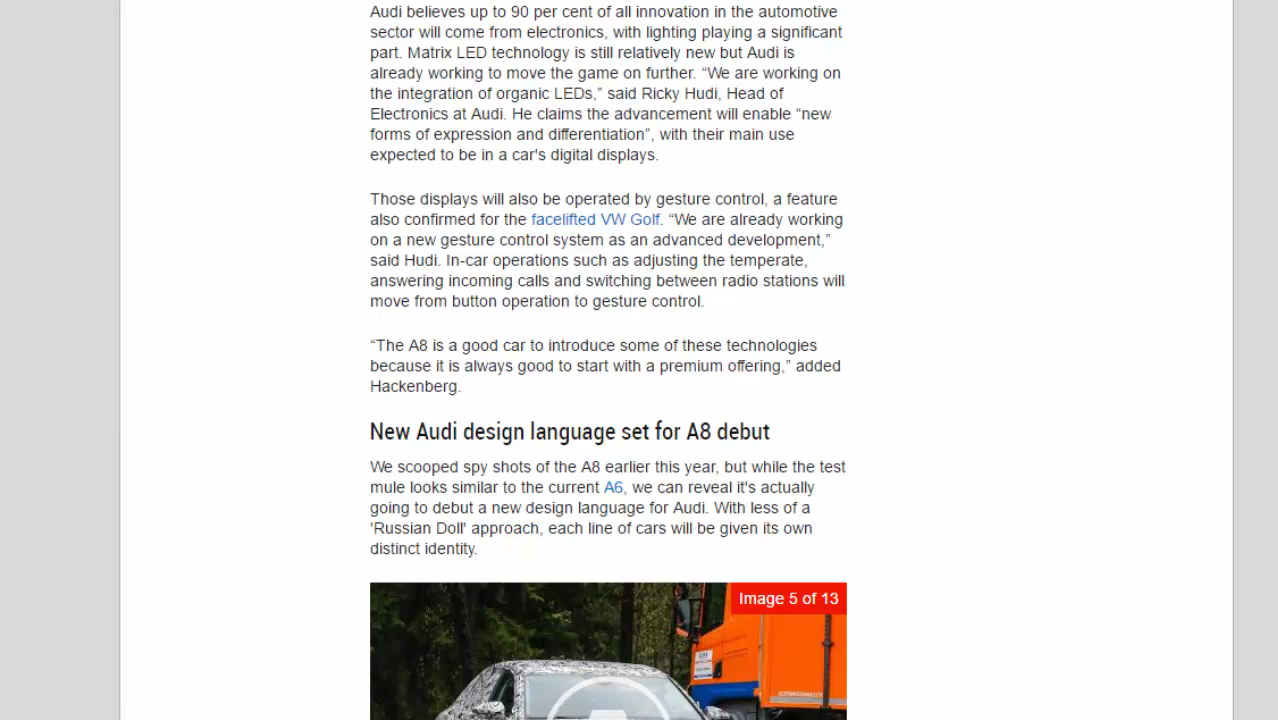 Audi believes up to 90 per cent of all innovation in the automotive
sector will come from electronics, with lighting playing a significant
part. Matrix LED technology is still relatively new but Audi is
already working to move the game on further. “We are working on
the integration of organic LEDs,” said Ricky Hudi, Head of
Electronics at Audi. He claims the advancement will enable “new
forms of expression and differentiation”, with their main use
expected to be in a car's digital displays.
Those displays will also be operated by gesture control, a feature
also confirmed for the facelifted VW Golf. “We are already working
on a new gesture control system as an advanced development,”
said Hudi. In-car operations such as adjusting the temperate,
answering incoming calls and switching between radio stations will
move from button operation to gesture control.
“The A8 is a good car to introduce some of these technologies
because it is always good to start with a premium offering,” added
Hackenberg.
New Audi design language set for A8 debut
We scooped spy shots of the A8 earlier this year, but while the test
mule looks similar to the current A6, we can reveal it's actually
going to debut a new design language for Audi. With less of a
'Russian Doll' approach, each line of cars will be given its own
distinct identity.
Image 5 of 13